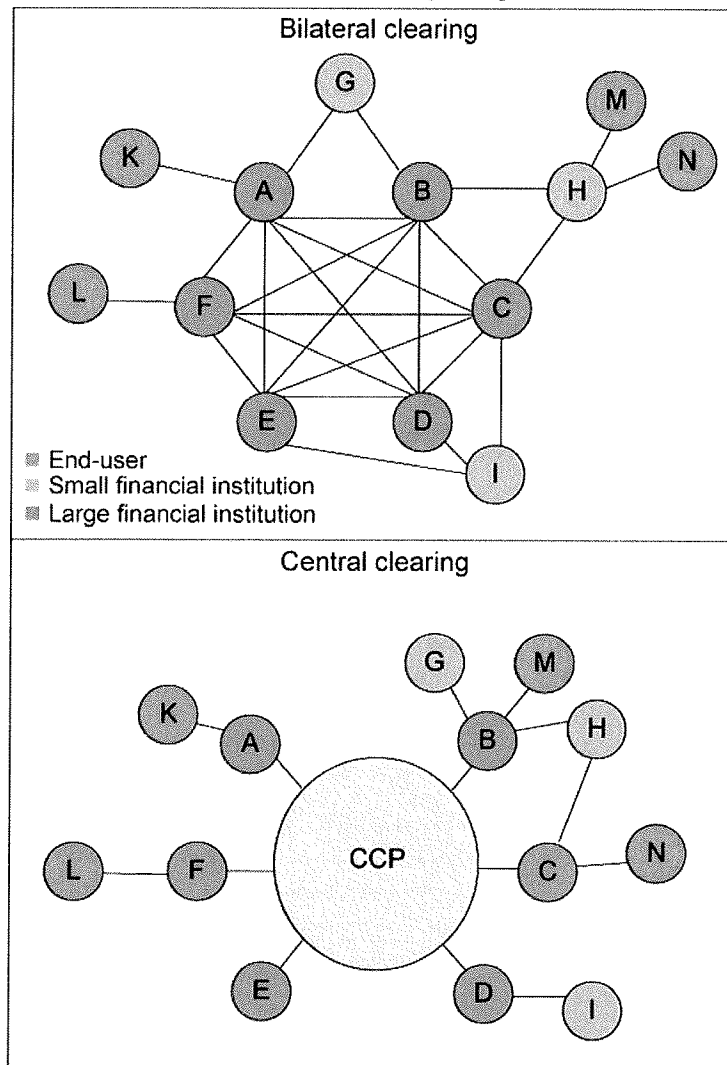 Bilateral clearing
G
M
K
N
A
B
H
L
F
C
E
D
I
End-user
Small financial institution
Large financial institution
Central clearing
G
M
K
H
A
B
CCP
L
F
C
N
E
D
I